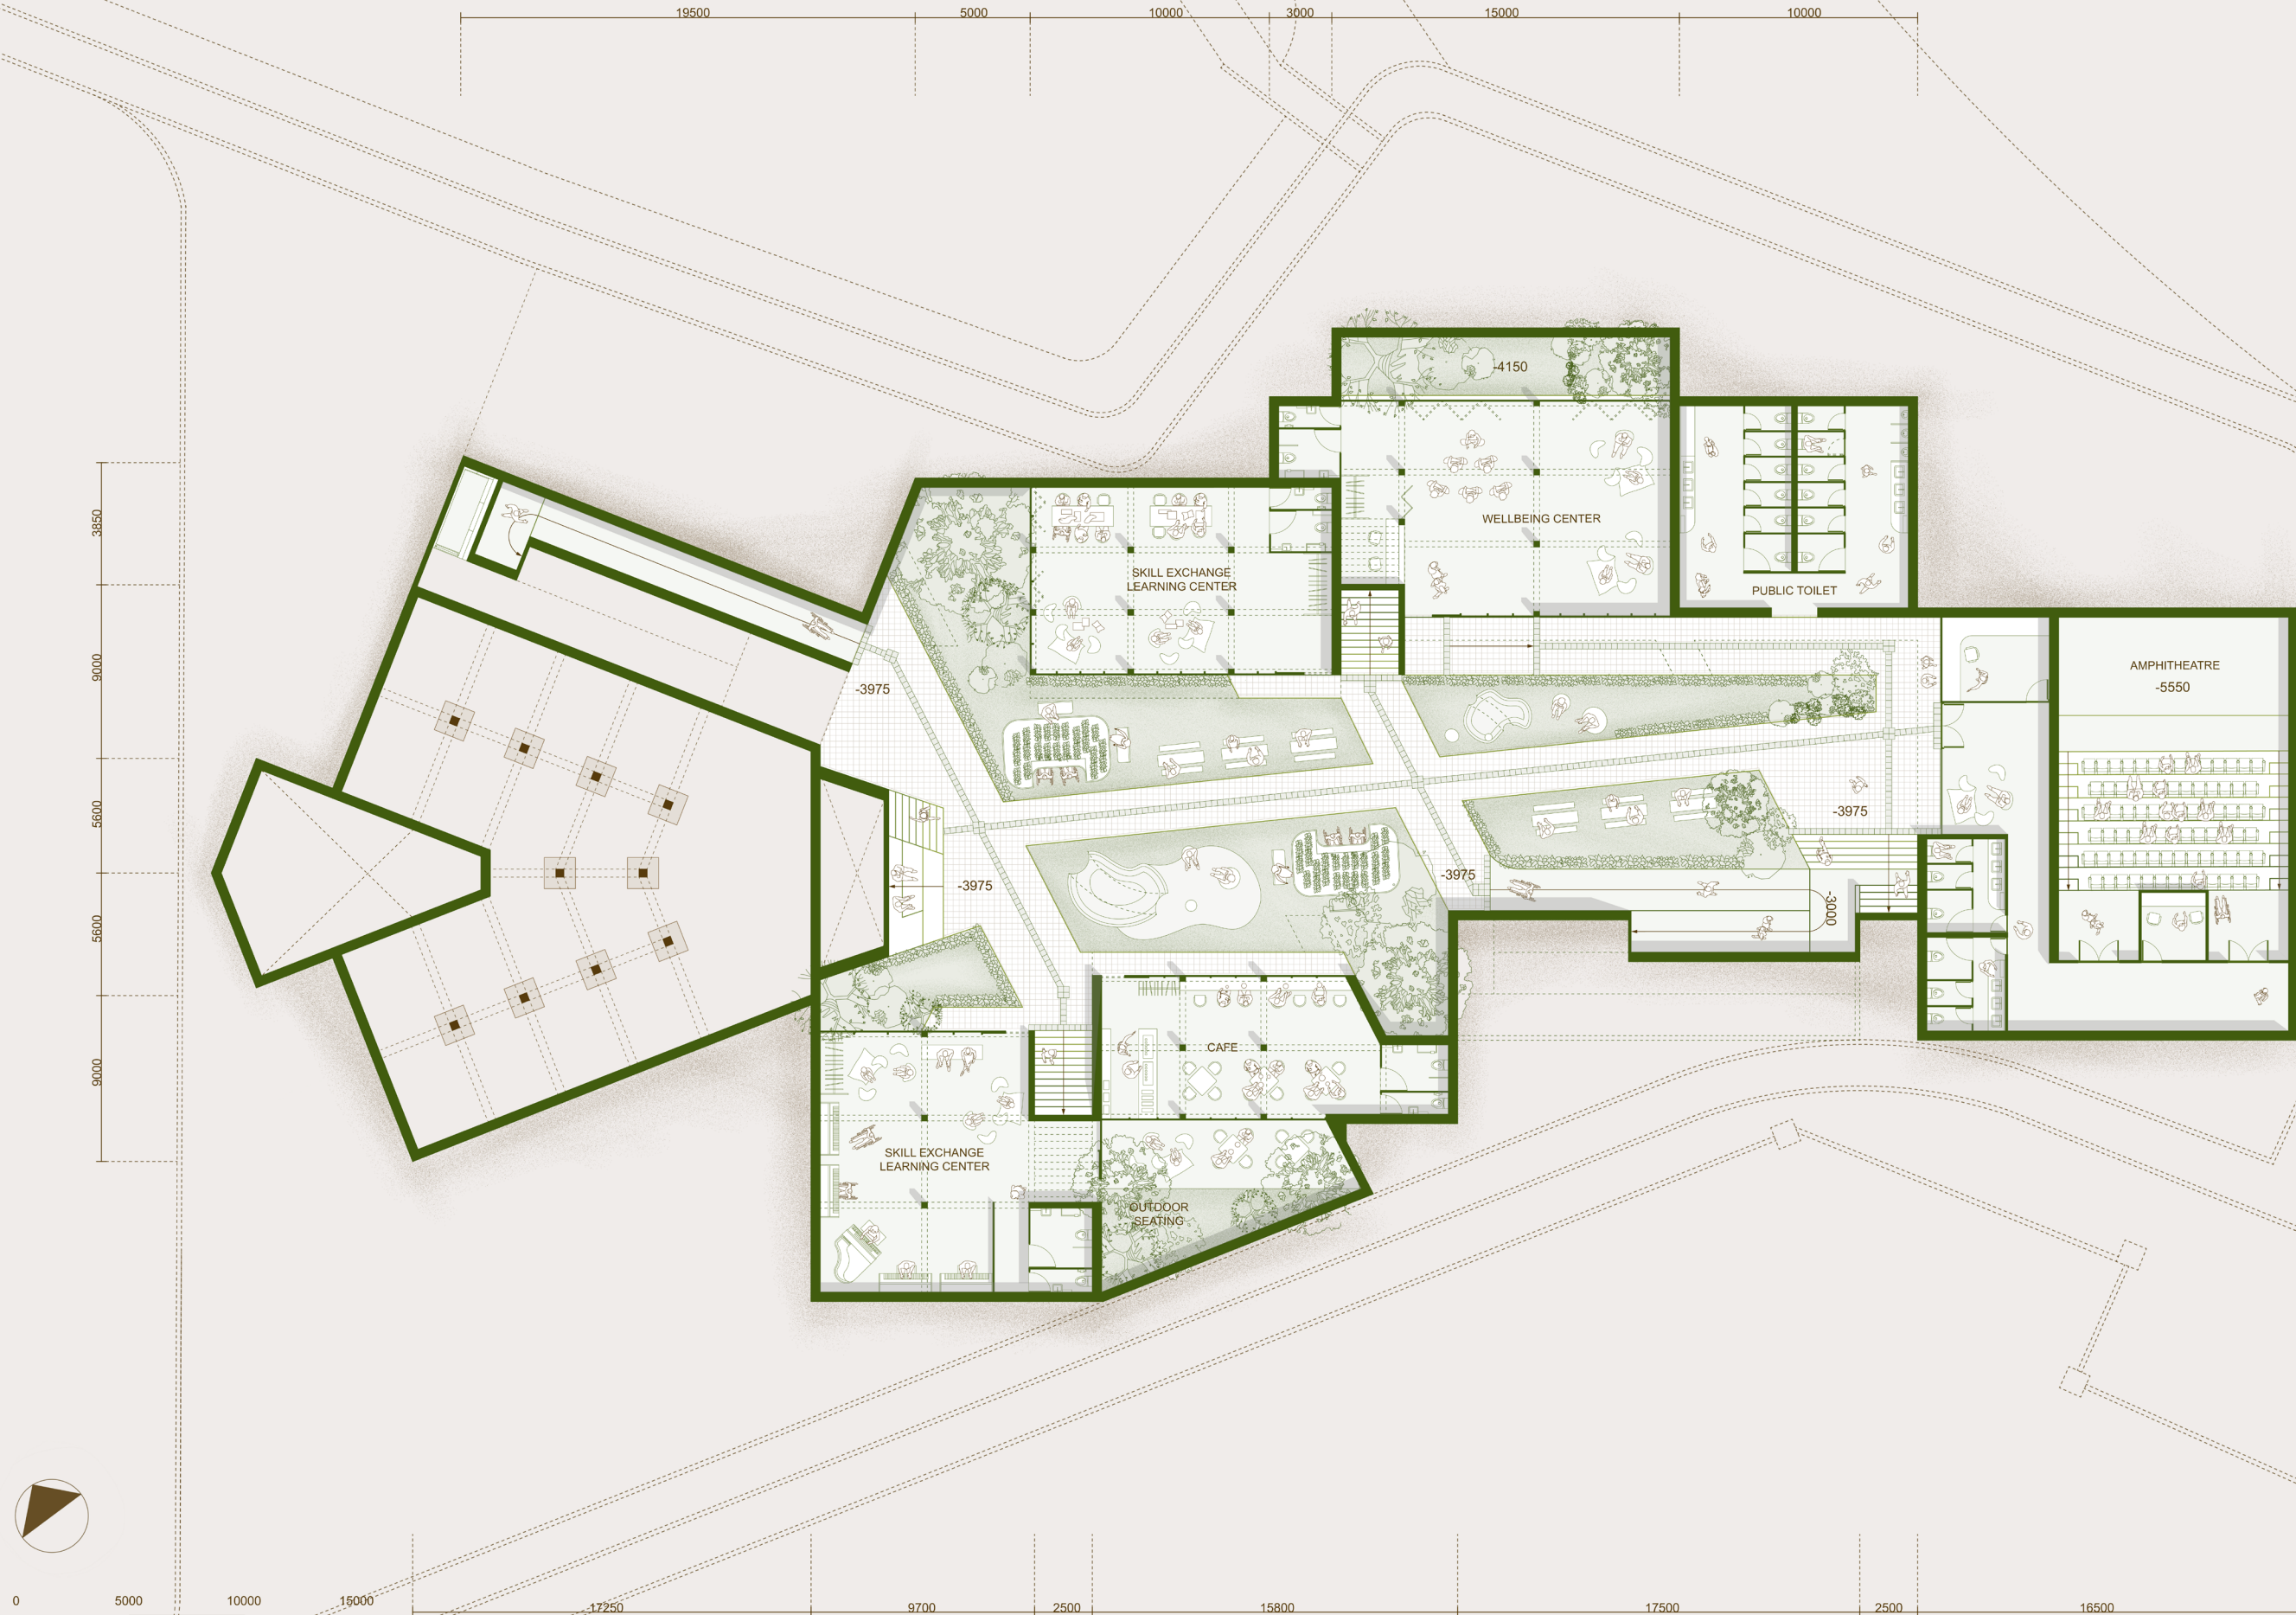 19500 5000 10000 3000 15000 10000
-4150
WELLBEING CENTER
3850
SKILL EXCHANGE
LEARNING CENTER
PUBLIC TOILET
9000
-3975
AMPHITHEATRE
-5550
5600
-3975
-3975
-3975
-3000
5600
CAFE
9000
SKILL EXCHANGE
LEARNING CENTER
OUTDOOR
SEATING
0 5000 10000 15000
17250 9700 2500 15800 17500 2500 16500